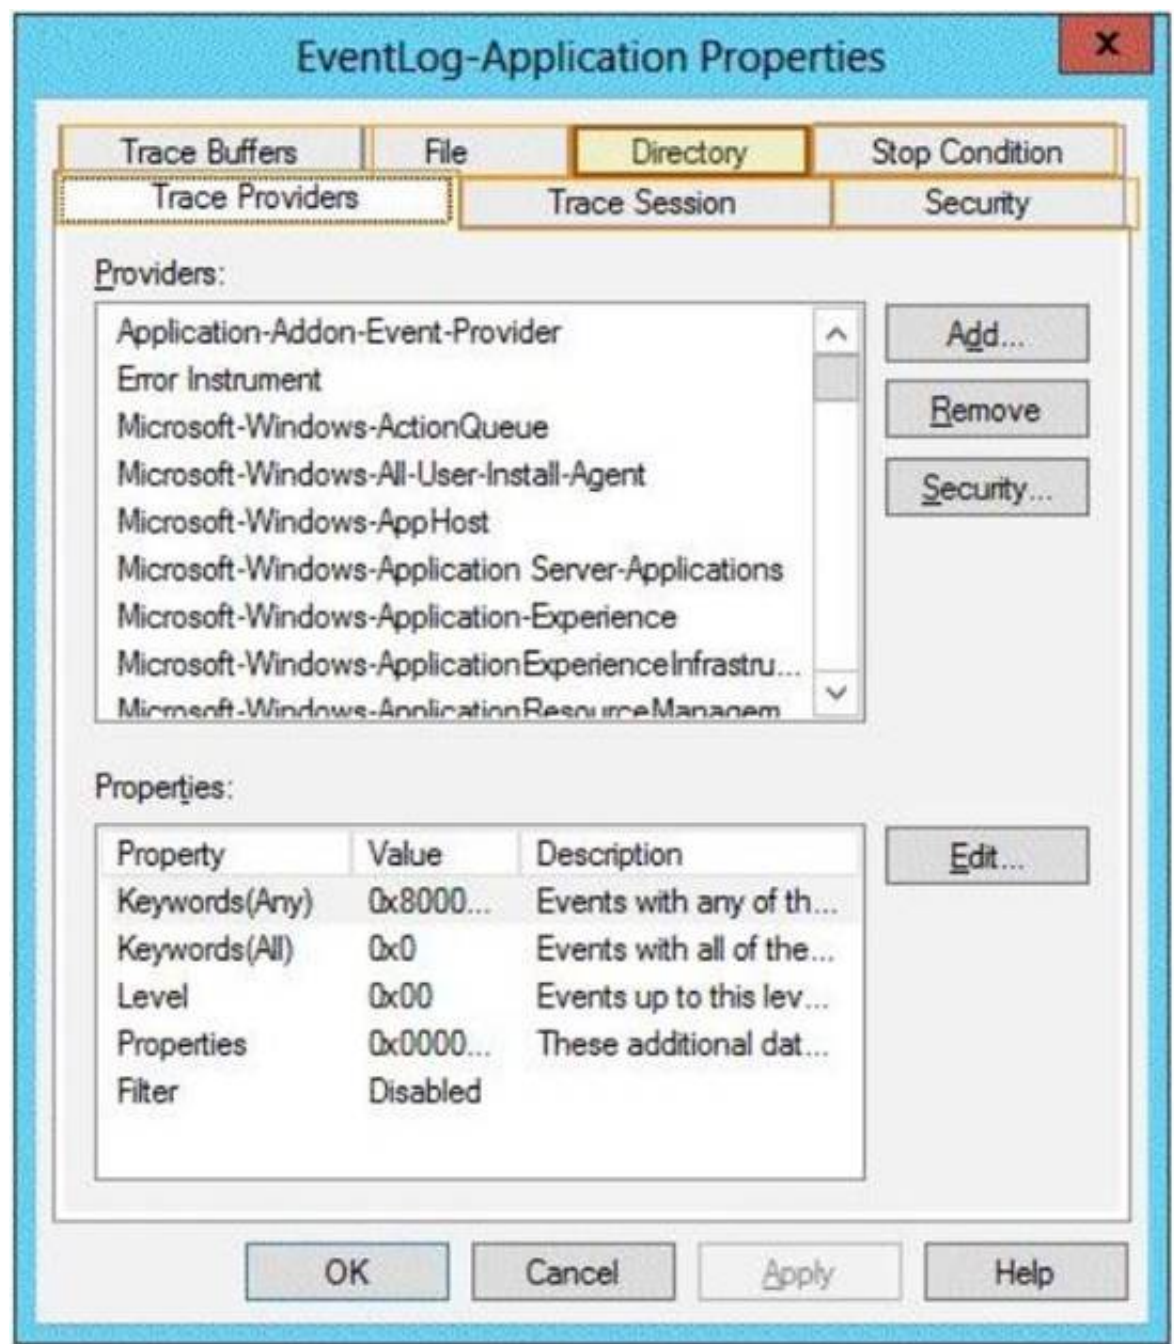 EventLog-Application Properties
x
Trace Buffers File Directory Stop Condition
Trace Providers Trace Session Security
Providers:
Application-Addon-Event-Provider
Error Instrument
Microsoft-Windows-ActionQueue
Microsoft-Windows-All-User-Install-Agent
Microsoft-Windows-AppHost
Microsoft-Windows-Application Server-Applications
Microsoft-Windows-Application-Experience
Microsoft-Windows-ApplicationExperienceInfrastru...
Microsoft-Windows-ApplicationResourceManagem
Add...
Remove
Security...
Properties:
Property Value Description
Keywords(Any) 0x8000... Events with any of th...
Keywords(All) 0x0 Events with all of the...
Level 0x00 Events up to this lev...
Properties 0x0000... These additional dat...
Filter Disabled
Edit...
OK Cancel Apply Help